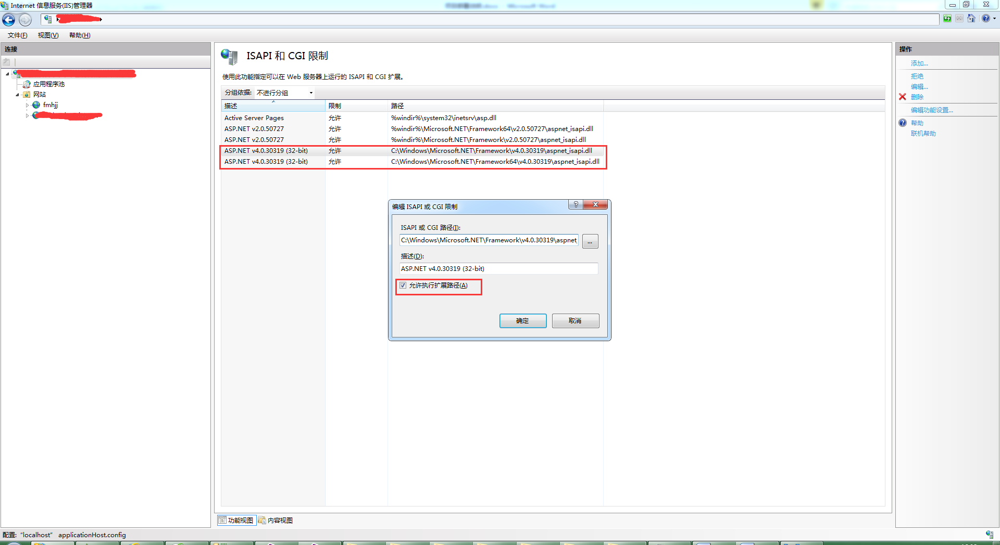 Internet 信息服务(IIS)管理器
文件(F) 视图(V) 帮助(H)
连接
应用程序池
网站
fmhjj
ISAPI 和 CGI 限制
使用此功能指定可以在 Web 服务器上运行的 ISAPI 和 CGI 扩展。
分组依据: 不进行分组
描述 限制 路径
Active Server Pages 允许 %windir%\system32\inetsrv\asp.dll
ASP.NET v2.0.50727 允许 %windir%\Microsoft.NET\Framework64\v2.0.50727\aspnet_isapi.dll
ASP.NET v2.0.50727 允许 %windir%\Microsoft.NET\Framework\v2.0.50727\aspnet_isapi.dll
ASP.NET v4.0.30319 (32-bit) 允许 C:\Windows\Microsoft.NET\Framework\v4.0.30319\aspnet_isapi.dll
ASP.NET v4.0.30319 (32-bit) 允许 C:\Windows\Microsoft.NET\Framework64\v4.0.30319\aspnet_isapi.dll
编辑 ISAPI 或 CGI 限制
?
ISAPI 或 CGI 路径(I):
C:\Windows\Microsoft.NET\Framework\v4.0.30319\aspnet_
...
描述(D):
ASP.NET v4.0.30319 (32-bit)
允许执行扩展路径(A)
确定 取消
操作
添加...
拒绝
编辑...
删除
编辑功能设置...
帮助
联机帮助
功能视图 内容视图
配置: “localhost” applicationHost.config